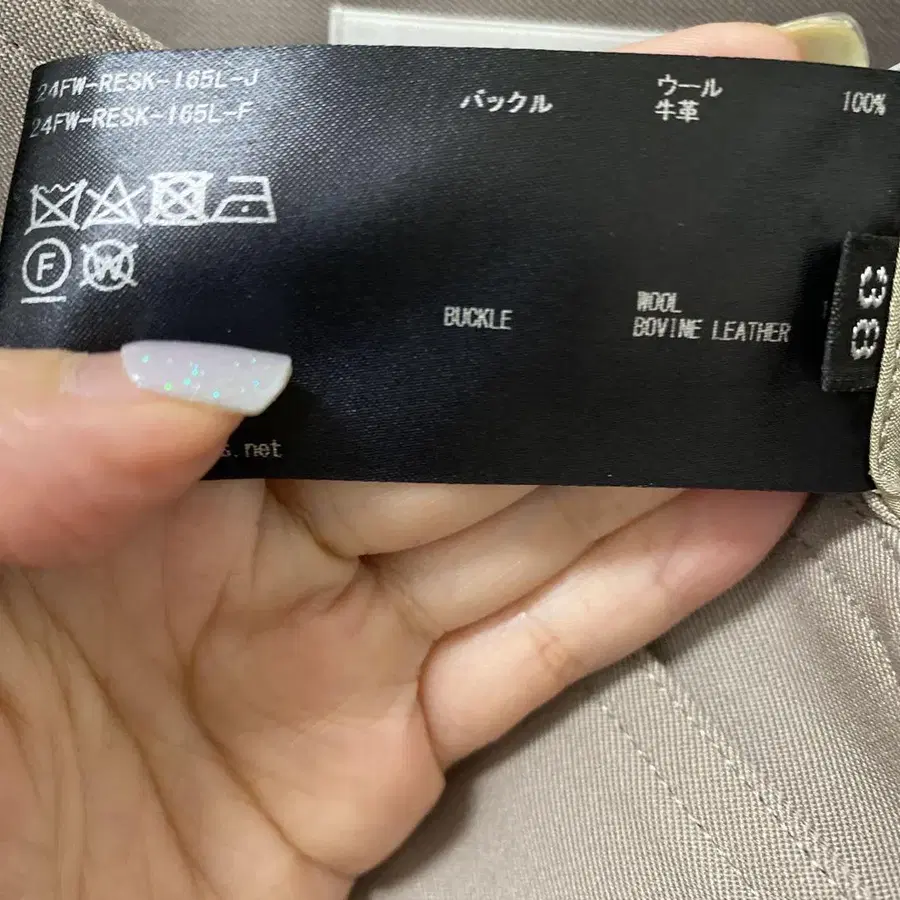 24FW-RESK-165L-J
24FW-RESK-165L-F
バックル
ウール
牛革
100%
F
W
BUCKLE
WOOL
BOVINE LEATHER
38
s.net